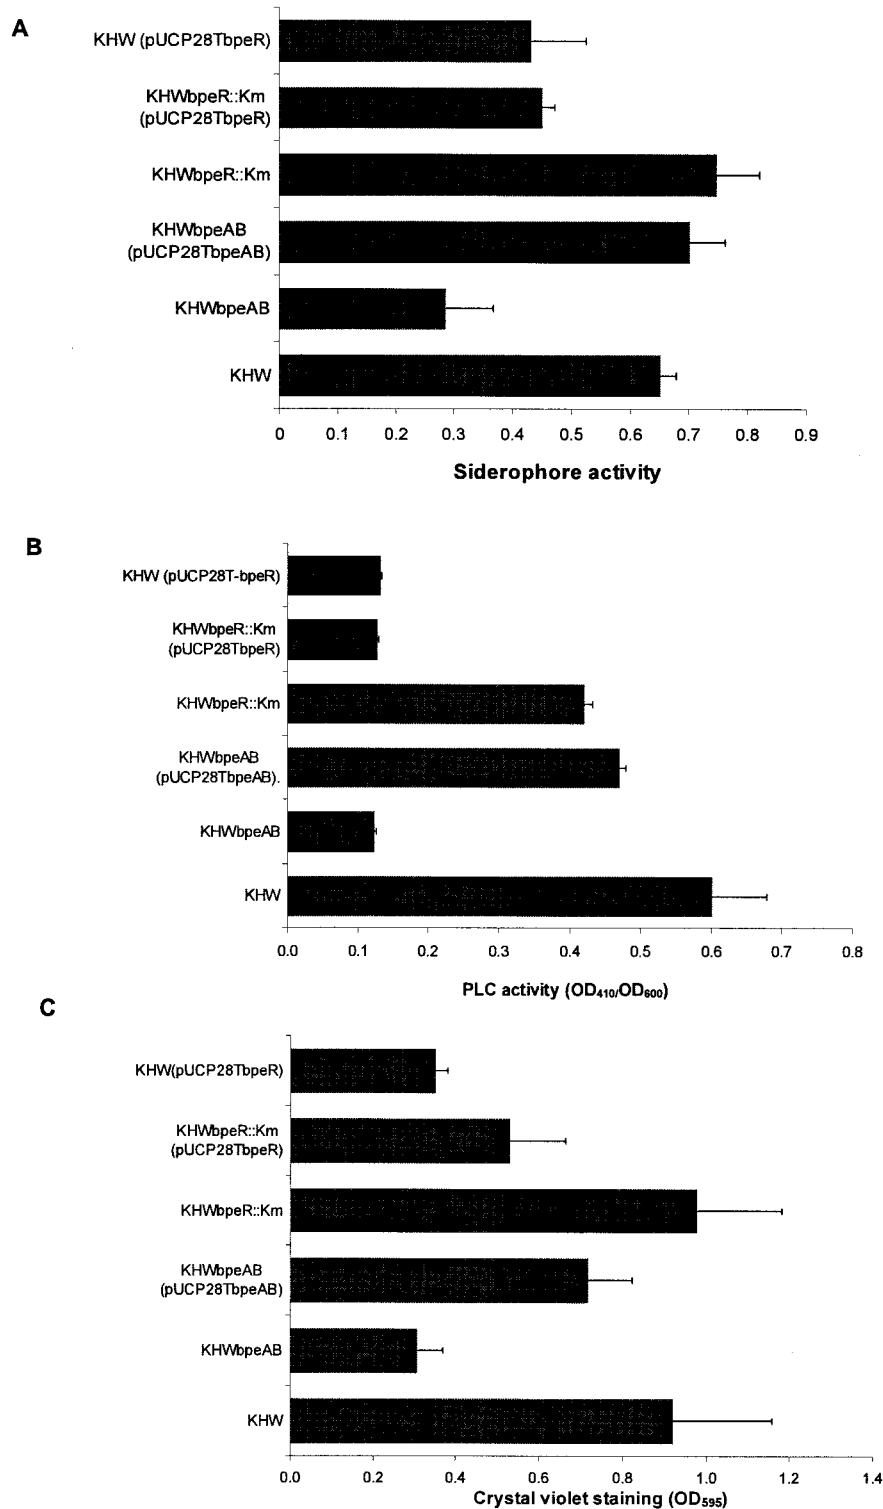 A
KHW (pUCP28TbpeR)
KHWbpeR::Km
(pUCP28TbpeR)
KHWbpeR::Km
KHWbpeAB
(pUCP28TbpeAB)
KHWbpeAB
KHW
0 0.1 0.2 0.3 0.4 0.5 0.6 0.7 0.8 0.9
Siderophore activity
B
KHW (pUCP28T-bpeR)
KHWbpeR::Km
(pUCP28TbpeR)
KHWbpeR::Km
KHWbpeAB
(pUCP28TbpeAB).
KHWbpeAB
KHW
0.0 0.1 0.2 0.3 0.4 0.5 0.6 0.7 0.8
PLC activity (OD410/OD600)
C
KHW(pUCP28TbpeR)
KHWbpeR::Km
(pUCP28TbpeR)
KHWbpeR::Km
KHWbpeAB
(pUCP28TbpeAB)
KHWbpeAB
KHW
0.0 0.2 0.4 0.6 0.8 1.0 1.2 1.4
Crystal violet staining (OD595)